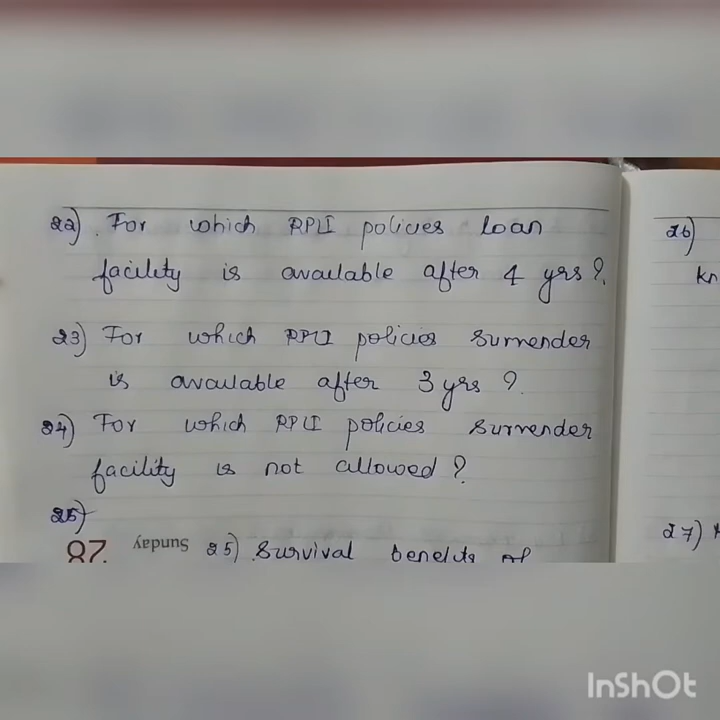 22) For which RPLI policies loan
facility is available after 4 yrs?
23) For which RPLI policies surrender
is available after 3 yrs?
24) For which RPLI policies surrender
facility is not allowed?
25)
28 Sunday 25) Survival benefits of
26)
kn
27)
InShOt